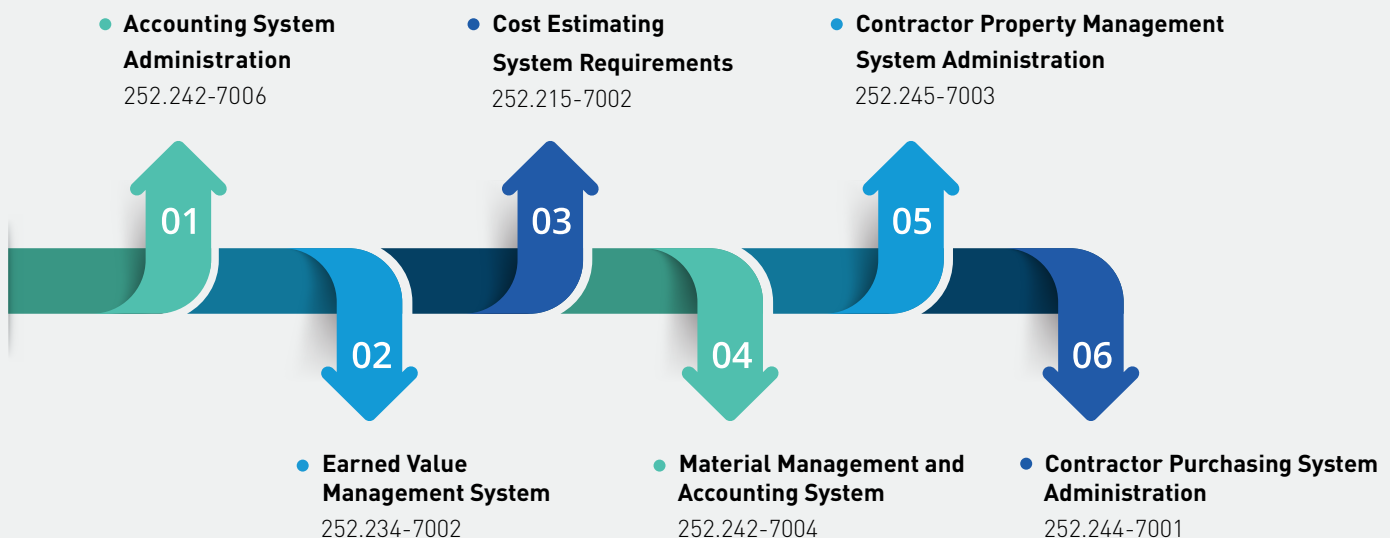 Accounting System
Administration
252.242-7006
Cost Estimating
System Requirements
252.215-7002
Contractor Property Management
System Administration
252.245-7003
01
03
05
02
04
06
Earned Value
Management System
252.234-7002
Material Management and
Accounting System
252.242-7004
Contractor Purchasing System
Administration
252.244-7001